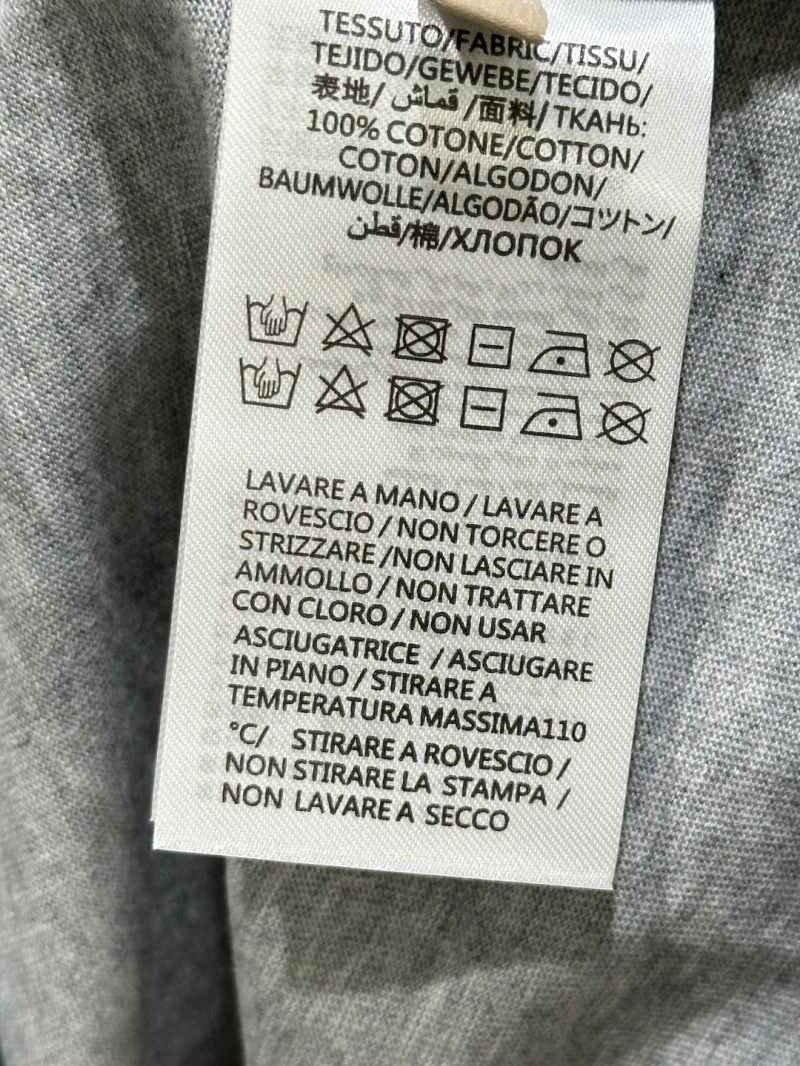 TESSUTO/FABRIC/TISSU/
TEJIDO/GEWEBE/TECIDO/
表地/ قماش /面料/ ТКАНЬ:
100% COTONE/COTTON/
COTON/ALGODON/
BAUMWOLLE/ALGODÃO/コツトン/
قطن/棉/ХЛОПОК
LAVARE A MANO / LAVARE A
ROVESCIO / NON TORCERE O
STRIZZARE /NON LASCIARE IN
AMMOLLO / NON TRATTARE
CON CLORO / NON USAR
ASCIUGATRICE / ASCIUGARE
IN PIANO / STIRARE A
TEMPERATURA MASSIMA110
°C/ STIRARE A ROVESCIO /
NON STIRARE LA STAMPA /
NON LAVARE A SECCO